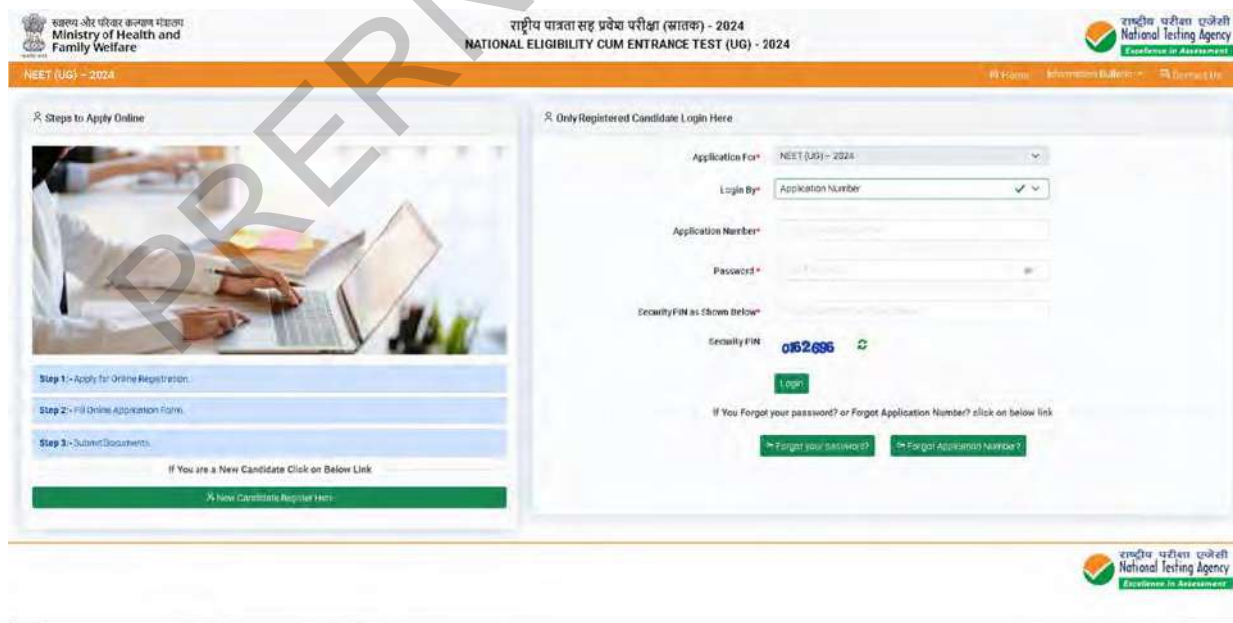 स्वास्थ्य और परिवार कल्याण मंत्रालय
Ministry of Health and
Family Welfare
राष्ट्रीय पात्रता सह प्रवेश परीक्षा (स्नातक) - 2024
NATIONAL ELIGIBILITY CUM ENTRANCE TEST (UG) - 2024
राष्ट्रीय परीक्षा एजेंसी
National Testing Agency
Excellence in Assessment
NEET (UG) – 2024
Home Information Bulletin Contact Us
Steps to Apply Online
Step 1:- Apply for Online Registration.
Step 2:- Fill Online Application Form.
Step 3:- Submit Documents.
If You are a New Candidate Click on Below Link
New Candidate Register Here
Only Registered Candidate Login Here
Application For* NEET (UG) – 2024
Login By* Application Number
Application Number*
Password *
Security PIN as Shown Below*
Security PIN
Login
If You Forgot your password? or Forgot Application Number? click on below link
Forgot your password? Forgot Application Number?
राष्ट्रीय परीक्षा एजेंसी
National Testing Agency
Excellence in Assessment